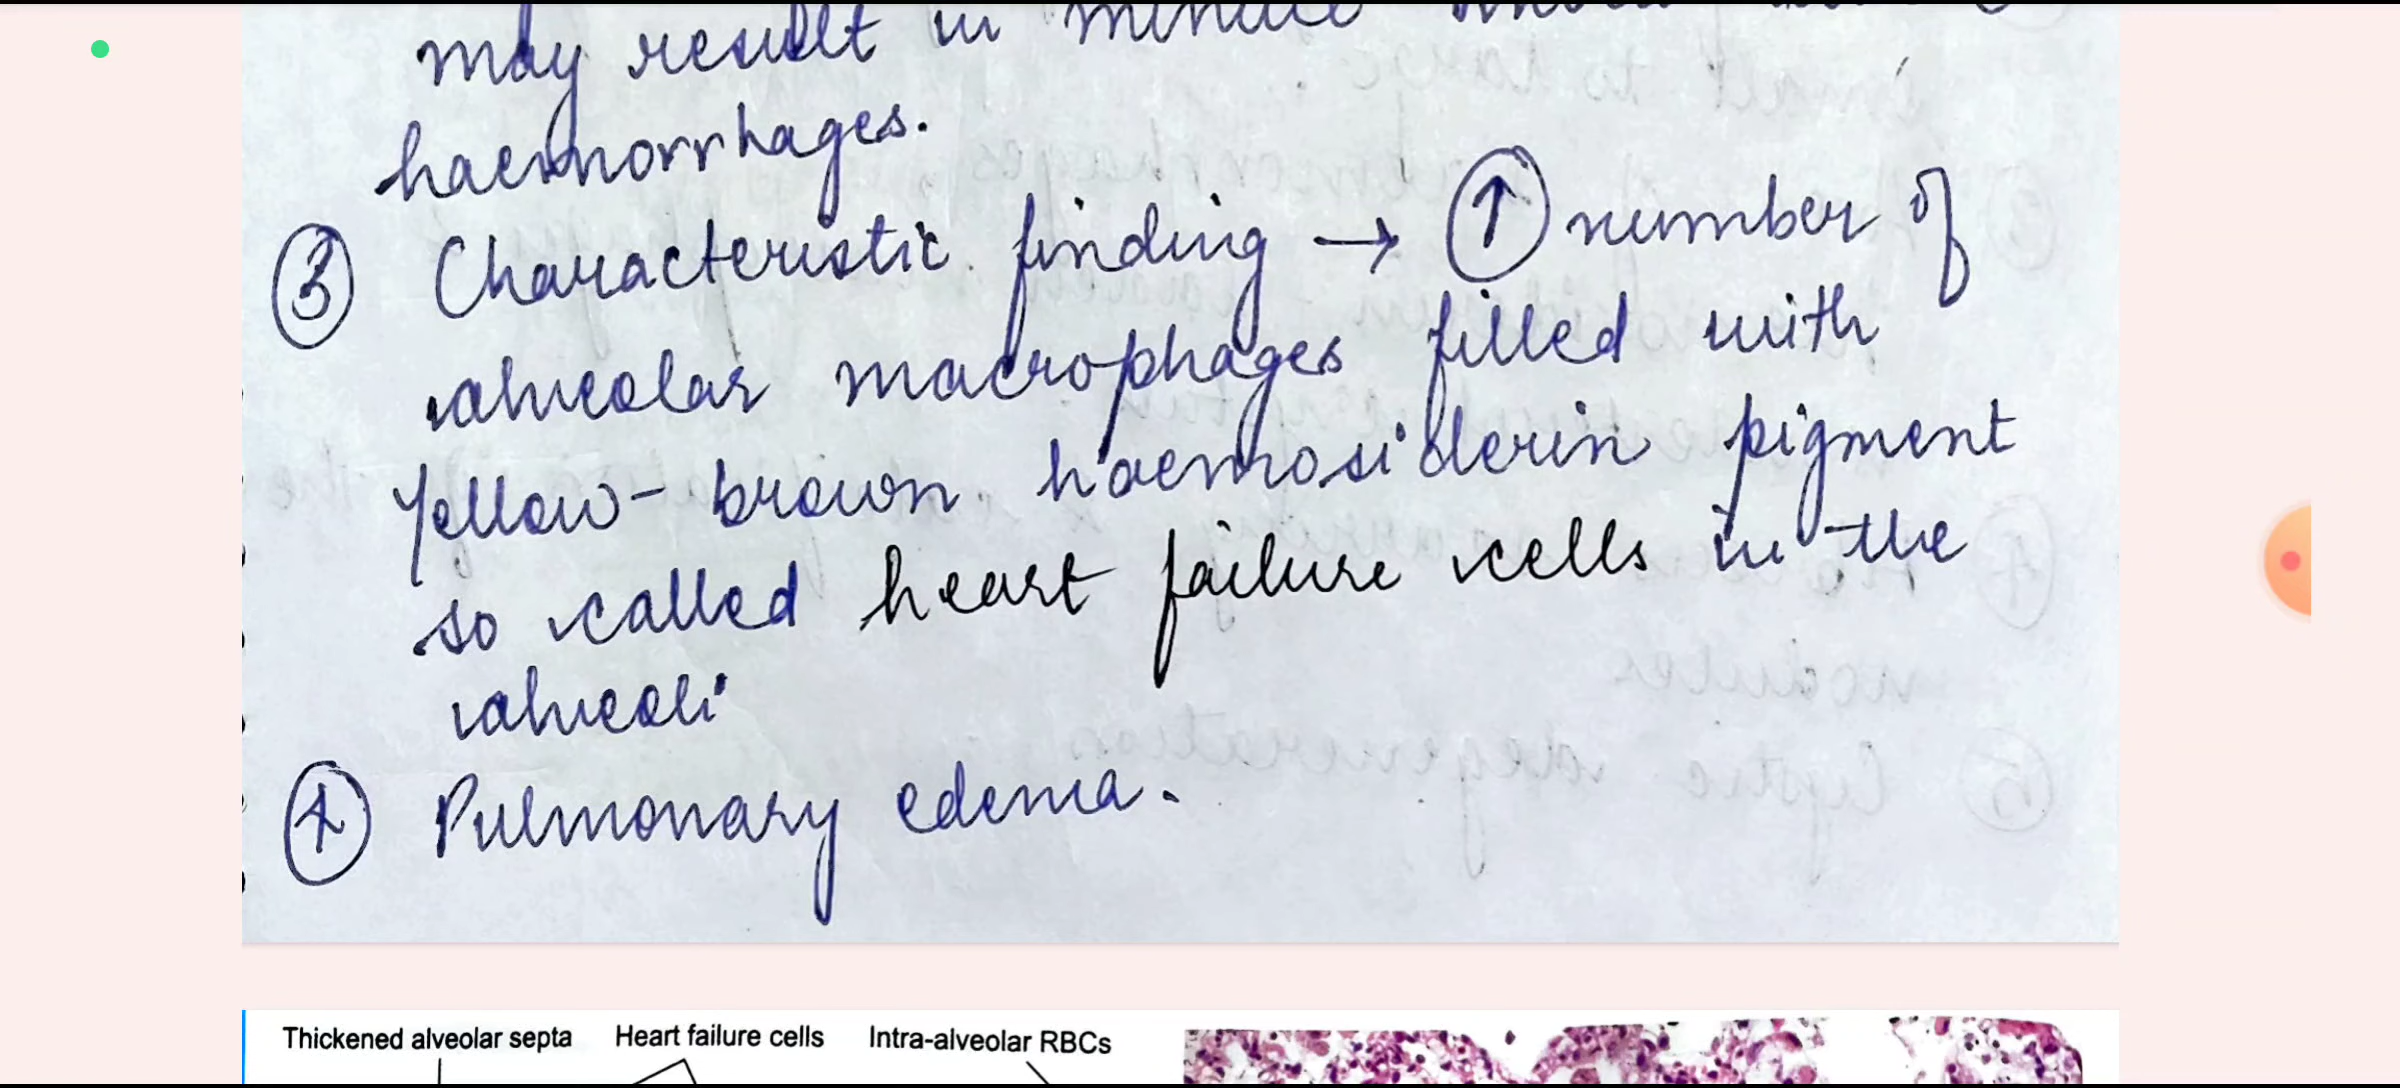 may result in minute
haemorrhages.
③ Characteristic finding → ↑ number of
alveolar macrophages filled with
Yellow-brown haemosiderin pigment
so called heart failure cells in the
alveoli
④ Pulmonary edema.
Thickened alveolar septa Heart failure cells Intra-alveolar RBCs